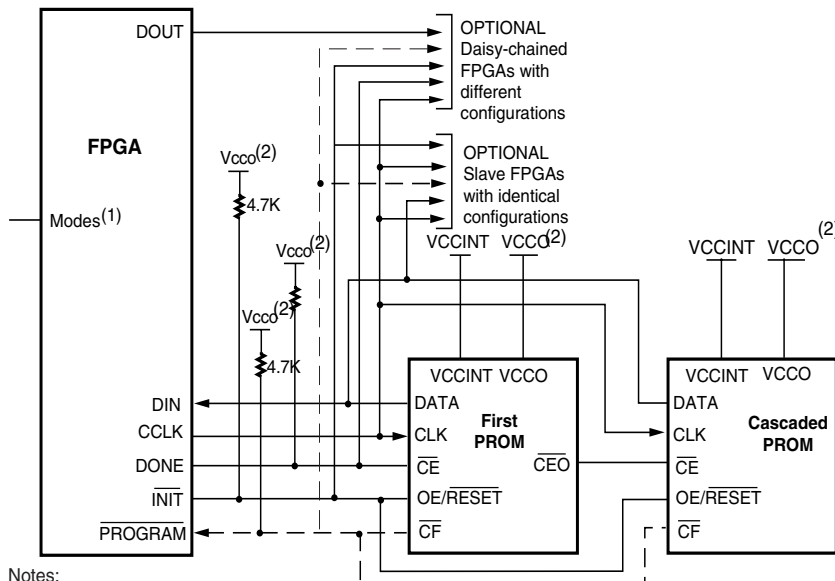 DOUT
OPTIONAL
Daisy-chained
FPGAs with
different
configurations
FPGA
Vcco(2)
4.7K
OPTIONAL
Slave FPGAs
with identical
configurations
Modes(1)
Vcco(2)
VCCINT VCCO(2)
VCCINT VCCO(2)
Vcco(2)
4.7K
VCCINT VCCO
VCCINT VCCO
DIN
DATA
First
PROM
DATA
Cascaded
PROM
CCLK
CLK
CLK
DONE
CE
CEO
CE
INIT
OE/RESET
OE/RESET
PROGRAM
CF
CF
Notes: